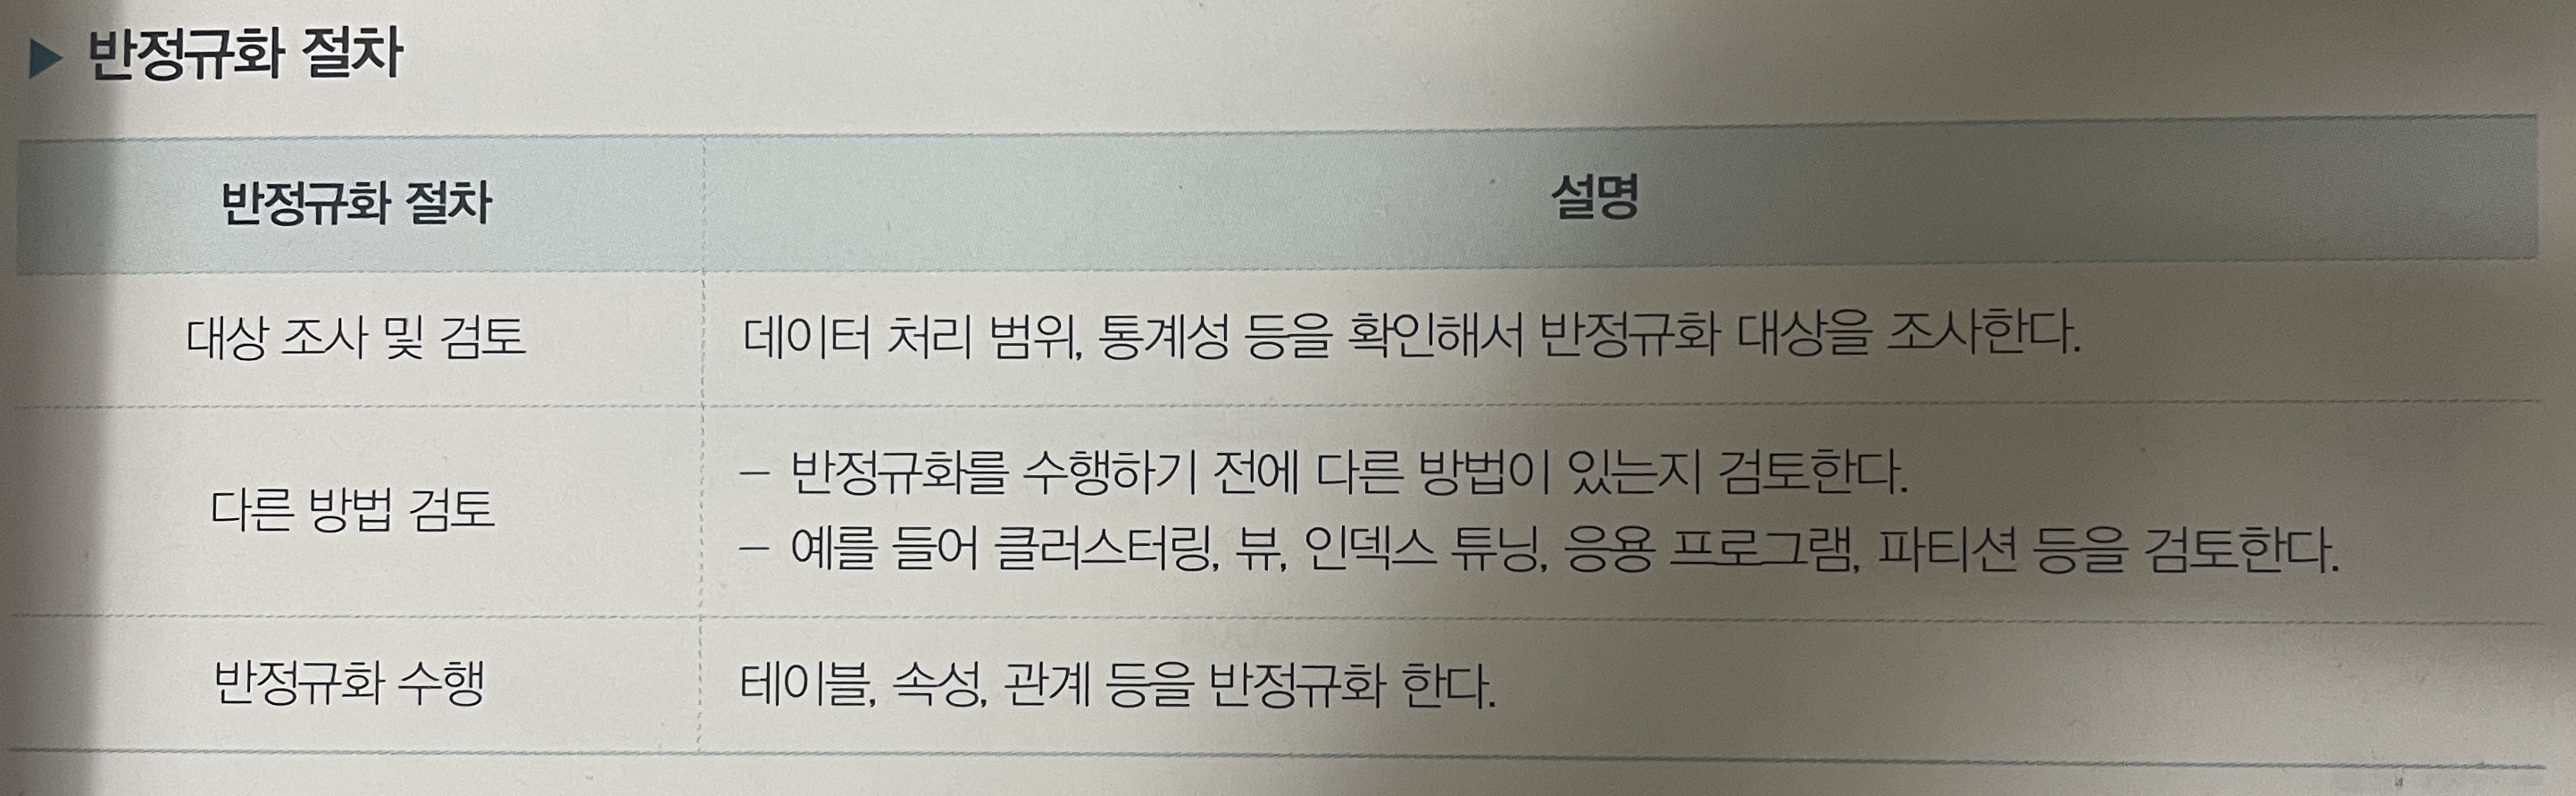 ▶ 반정규화 절차
반정규화 절차 설명
대상 조사 및 검토 데이터 처리 범위, 통계성 등을 확인해서 반정규화 대상을 조사한다.
– 반정규화를 수행하기 전에 다른 방법이 있는지 검토한다.
다른 방법 검토
– 예를 들어 클러스터링, 뷰, 인덱스 튜닝, 응용 프로그램, 파티션 등을 검토한다.
반정규화 수행 테이블, 속성, 관계 등을 반정규화 한다.